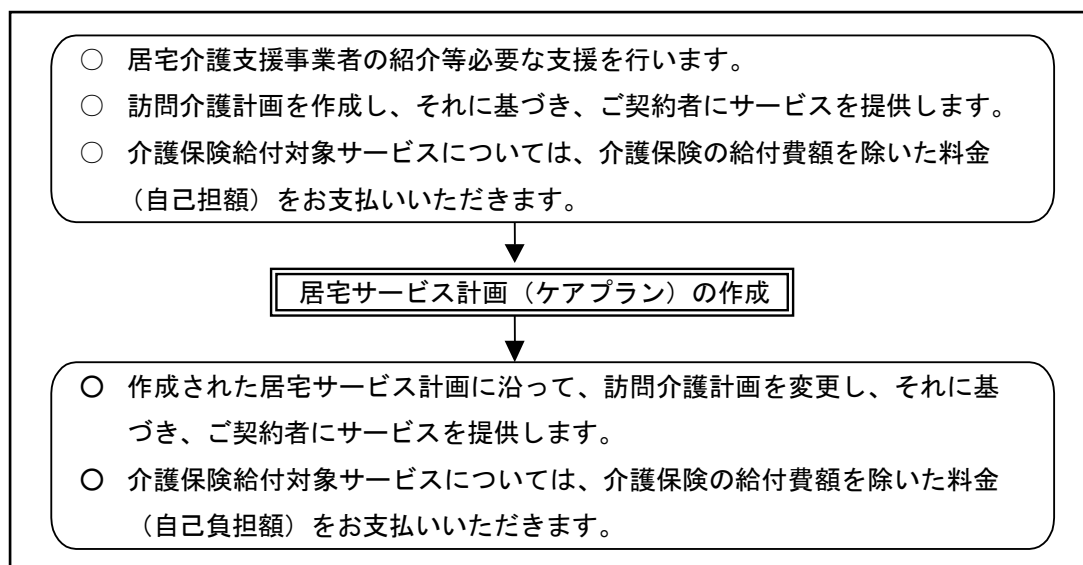 ○ 居宅介護支援事業者の紹介等必要な支援を行います。
○ 訪問介護計画を作成し、それに基づき、ご契約者にサービスを提供します。
○ 介護保険給付対象サービスについては、介護保険の給付費額を除いた料金
（自己担額）をお支払いいただきます。
居宅サービス計画（ケアプラン）の作成
○ 作成された居宅サービス計画に沿って、訪問介護計画を変更し、それに基
づき、ご契約者にサービスを提供します。
○ 介護保険給付対象サービスについては、介護保険の給付費額を除いた料金
（自己負担額）をお支払いいただきます。